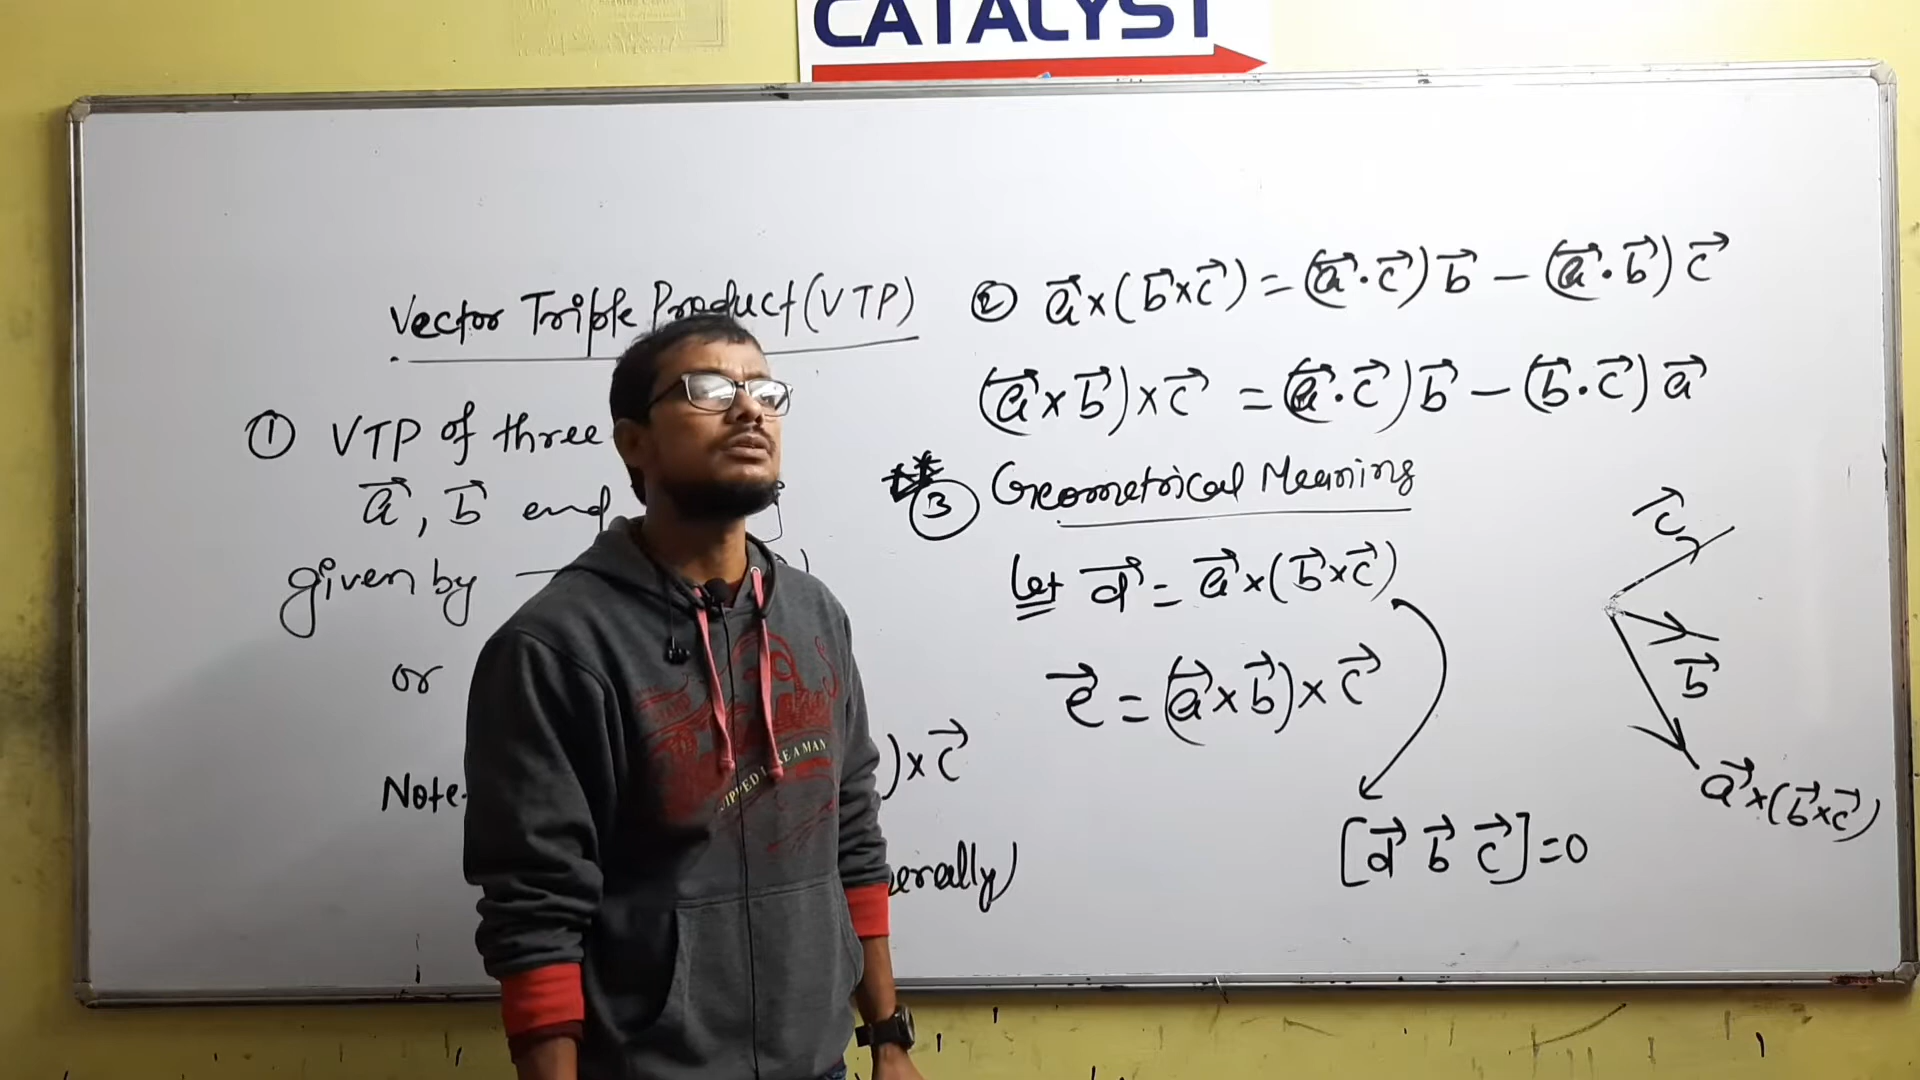 CATALYST
Vector Triple Product (VTP)
① VTP of three
a⃗, b⃗ and
given by
or
Note-
)×c⃗
erally)
② a⃗×(b⃗×c⃗) = (a⃗·c⃗)b⃗ − (a⃗·b⃗)c⃗
(a⃗×b⃗)×c⃗ = (a⃗·c⃗)b⃗ − (b⃗·c⃗)a⃗
③ Geometrical Meaning
Let d⃗ = a⃗×(b⃗×c⃗)
e⃗ = (a⃗×b⃗)×c⃗
[d⃗ b⃗ c⃗] = 0
c⃗
b⃗
a⃗×(b⃗×c⃗)